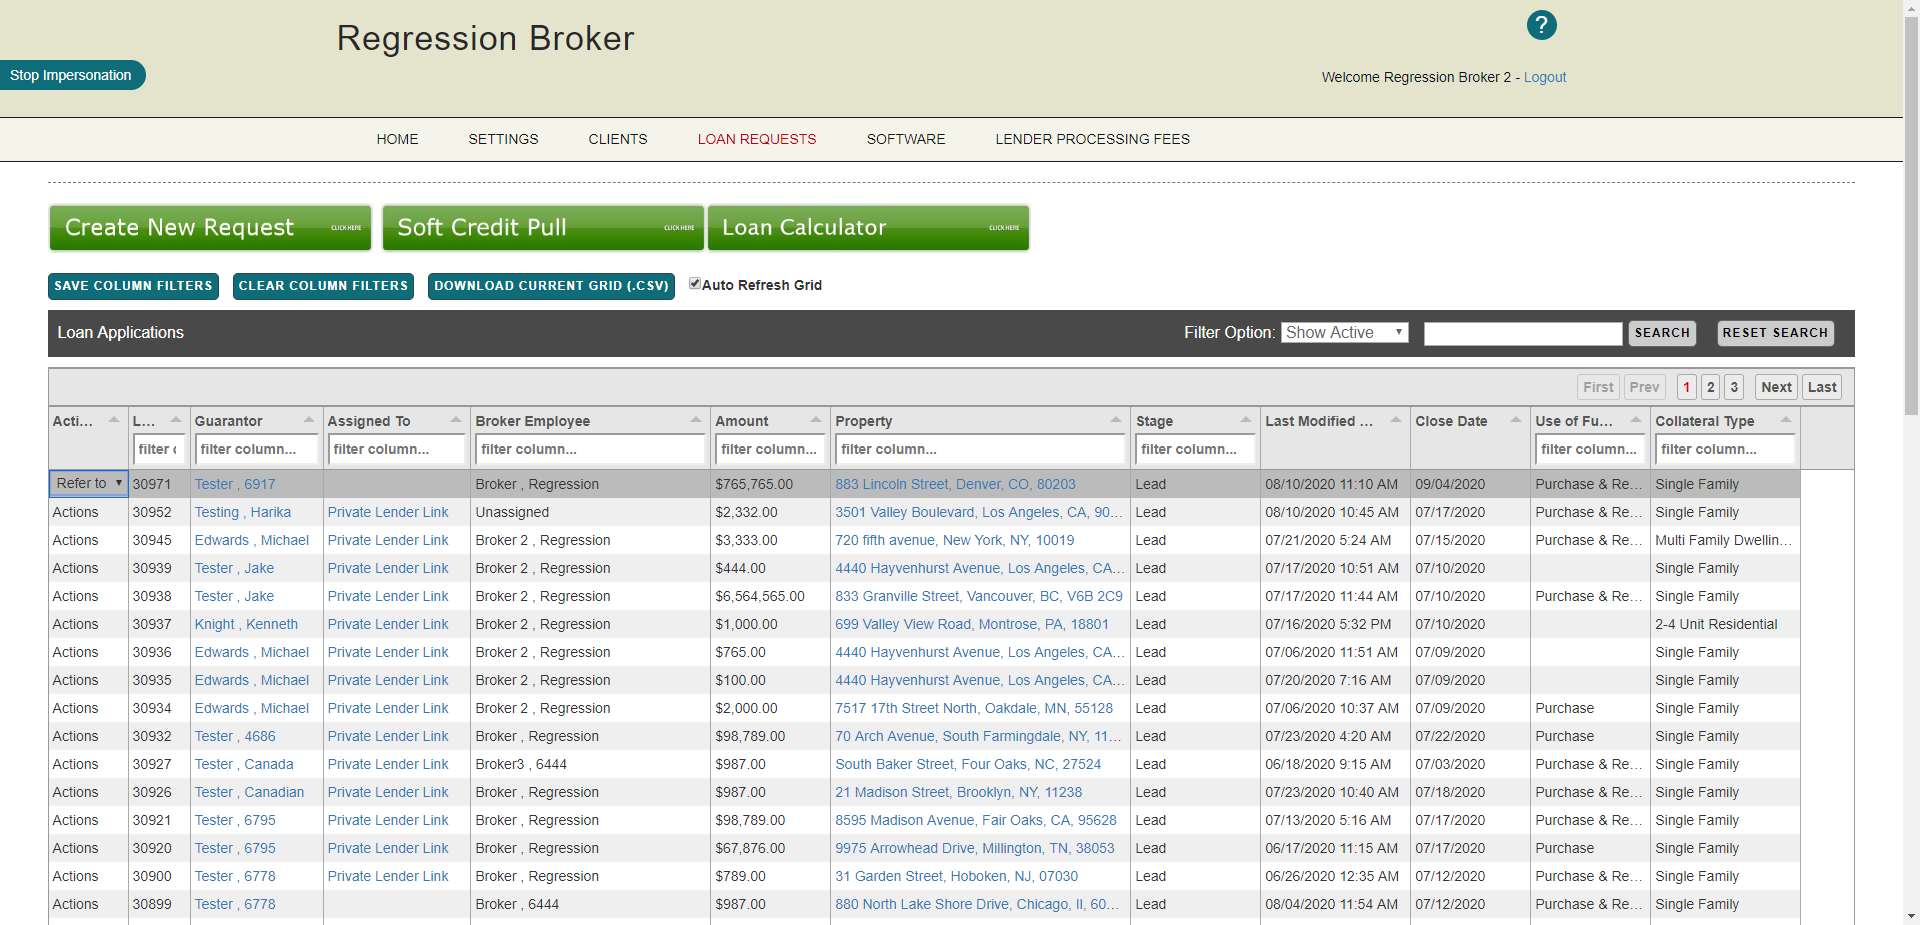 Regression Broker
?
Stop Impersonation
Welcome Regression Broker 2 - Logout
HOME SETTINGS CLIENTS LOAN REQUESTS SOFTWARE LENDER PROCESSING FEES
Create New Request CLICK HERE Soft Credit Pull CLICK HERE Loan Calculator CLICK HERE
SAVE COLUMN FILTERS CLEAR COLUMN FILTERS DOWNLOAD CURRENT GRID (.CSV) Auto Refresh Grid
Loan Applications Filter Option: Show Active SEARCH RESET SEARCH
First Prev 1 2 3 Next Last
Acti... L... Guarantor Assigned To Broker Employee Amount Property Stage Last Modified ... Close Date Use of Fu... Collateral Type
filter c filter column... filter column... filter column... filter column... filter column... filter column... filter column... filter column...
Refer to 30971 Tester , 6917 Broker , Regression $765,765.00 883 Lincoln Street, Denver, CO, 80203 Lead 08/10/2020 11:10 AM 09/04/2020 Purchase & Re... Single Family
Actions 30952 Testing , Harika Private Lender Link Unassigned $2,332.00 3501 Valley Boulevard, Los Angeles, CA, 90... Lead 08/10/2020 10:45 AM 07/17/2020 Purchase & Re... Single Family
Actions 30945 Edwards , Michael Private Lender Link Broker 2 , Regression $3,333.00 720 fifth avenue, New York, NY, 10019 Lead 07/21/2020 5:24 AM 07/15/2020 Purchase & Re... Multi Family Dwellin...
Actions 30939 Tester , Jake Private Lender Link Broker 2 , Regression $444.00 4440 Hayvenhurst Avenue, Los Angeles, CA... Lead 07/17/2020 10:51 AM 07/10/2020 Single Family
Actions 30938 Tester , Jake Private Lender Link Broker 2 , Regression $6,564,565.00 833 Granville Street, Vancouver, BC, V6B 2C9 Lead 07/17/2020 11:44 AM 07/10/2020 Purchase & Re... Single Family
Actions 30937 Knight , Kenneth Private Lender Link Broker 2 , Regression $1,000.00 699 Valley View Road, Montrose, PA, 18801 Lead 07/16/2020 5:32 PM 07/10/2020 2-4 Unit Residential
Actions 30936 Edwards , Michael Private Lender Link Broker 2 , Regression $765.00 4440 Hayvenhurst Avenue, Los Angeles, CA... Lead 07/06/2020 11:51 AM 07/09/2020 Single Family
Actions 30935 Edwards , Michael Private Lender Link Broker 2 , Regression $100.00 4440 Hayvenhurst Avenue, Los Angeles, CA... Lead 07/20/2020 7:16 AM 07/09/2020 Single Family
Actions 30934 Edwards , Michael Private Lender Link Broker 2 , Regression $2,000.00 7517 17th Street North, Oakdale, MN, 55128 Lead 07/06/2020 10:37 AM 07/09/2020 Purchase Single Family
Actions 30932 Tester , 4686 Private Lender Link Broker , Regression $98,789.00 70 Arch Avenue, South Farmingdale, NY, 11... Lead 07/23/2020 4:20 AM 07/22/2020 Purchase Single Family
Actions 30927 Tester , Canada Private Lender Link Broker3 , 6444 $987.00 South Baker Street, Four Oaks, NC, 27524 Lead 06/18/2020 9:15 AM 07/03/2020 Purchase & Re... Single Family
Actions 30926 Tester , Canadian Private Lender Link Broker , Regression $987.00 21 Madison Street, Brooklyn, NY, 11238 Lead 07/23/2020 10:40 AM 07/18/2020 Purchase & Re... Single Family
Actions 30921 Tester , 6795 Private Lender Link Broker , Regression $98,789.00 8595 Madison Avenue, Fair Oaks, CA, 95628 Lead 07/13/2020 5:16 AM 07/17/2020 Purchase & Re... Single Family
Actions 30920 Tester , 6795 Private Lender Link Broker , Regression $67,876.00 9975 Arrowhead Drive, Millington, TN, 38053 Lead 06/17/2020 11:15 AM 07/17/2020 Purchase Single Family
Actions 30900 Tester , 6778 Private Lender Link Broker , Regression $789.00 31 Garden Street, Hoboken, NJ, 07030 Lead 06/26/2020 12:35 AM 07/12/2020 Purchase & Re... Single Family
Actions 30899 Tester , 6778 Broker , 6444 $987.00 880 North Lake Shore Drive, Chicago, Il, 60... Lead 08/04/2020 11:54 AM 07/12/2020 Purchase & Re... Single Family